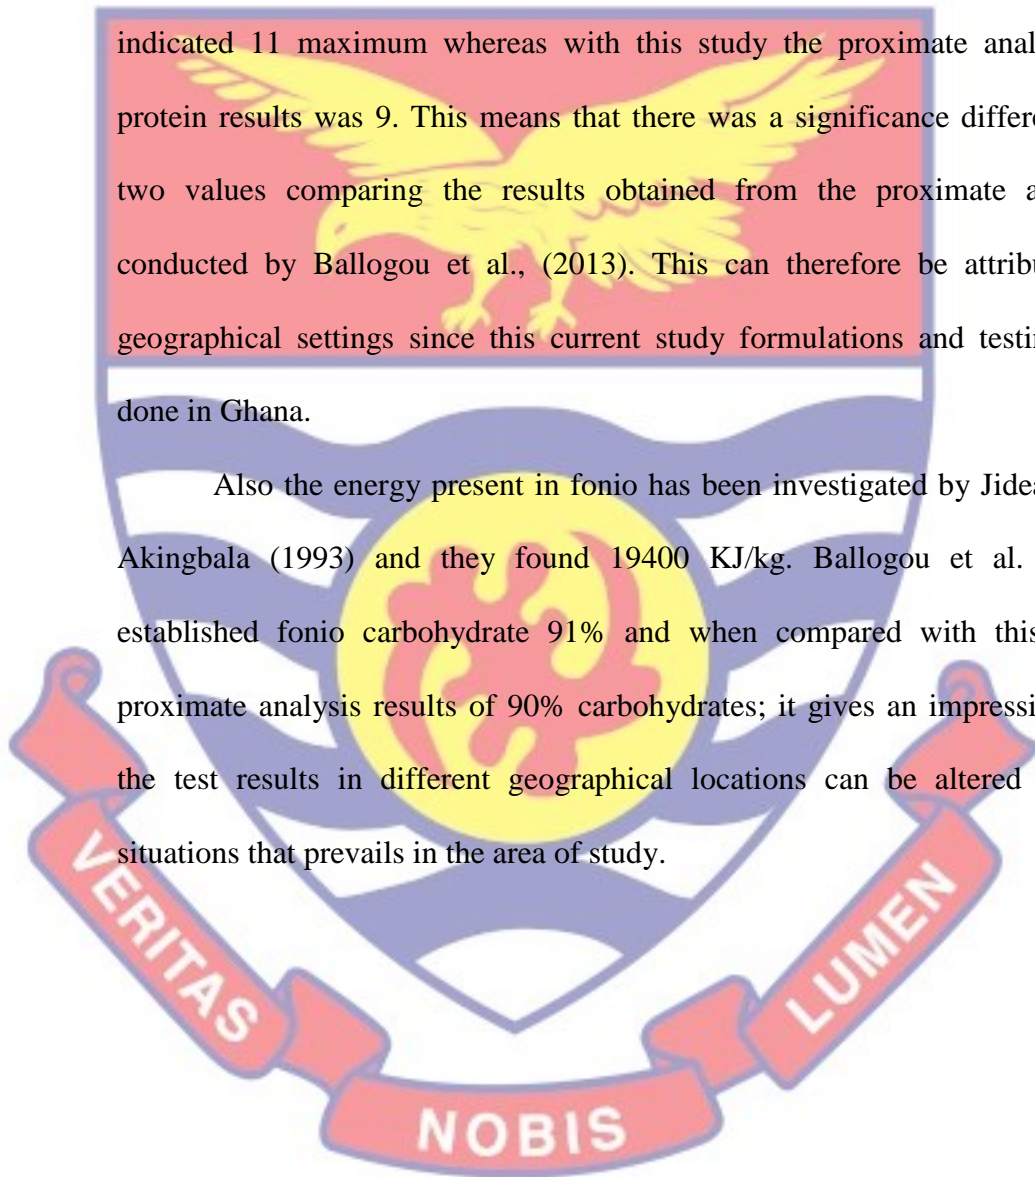 indicated 11 maximum whereas with this study the proximate anal
protein results was 9. This means that there was a significance differe
two values comparing the results obtained from the proximate a
conducted by Ballogou et al., (2013). This can therefore be attribu
geographical settings since this current study formulations and testin
done in Ghana.
Also the energy present in fonio has been investigated by Jidea
Akingbala (1993) and they found 19400 KJ/kg. Ballogou et al.
established fonio carbohydrate 91% and when compared with this
proximate analysis results of 90% carbohydrates; it gives an impressi
the test results in different geographical locations can be altered
situations that prevails in the area of study.
VERITAS
NOBIS
LUMEN